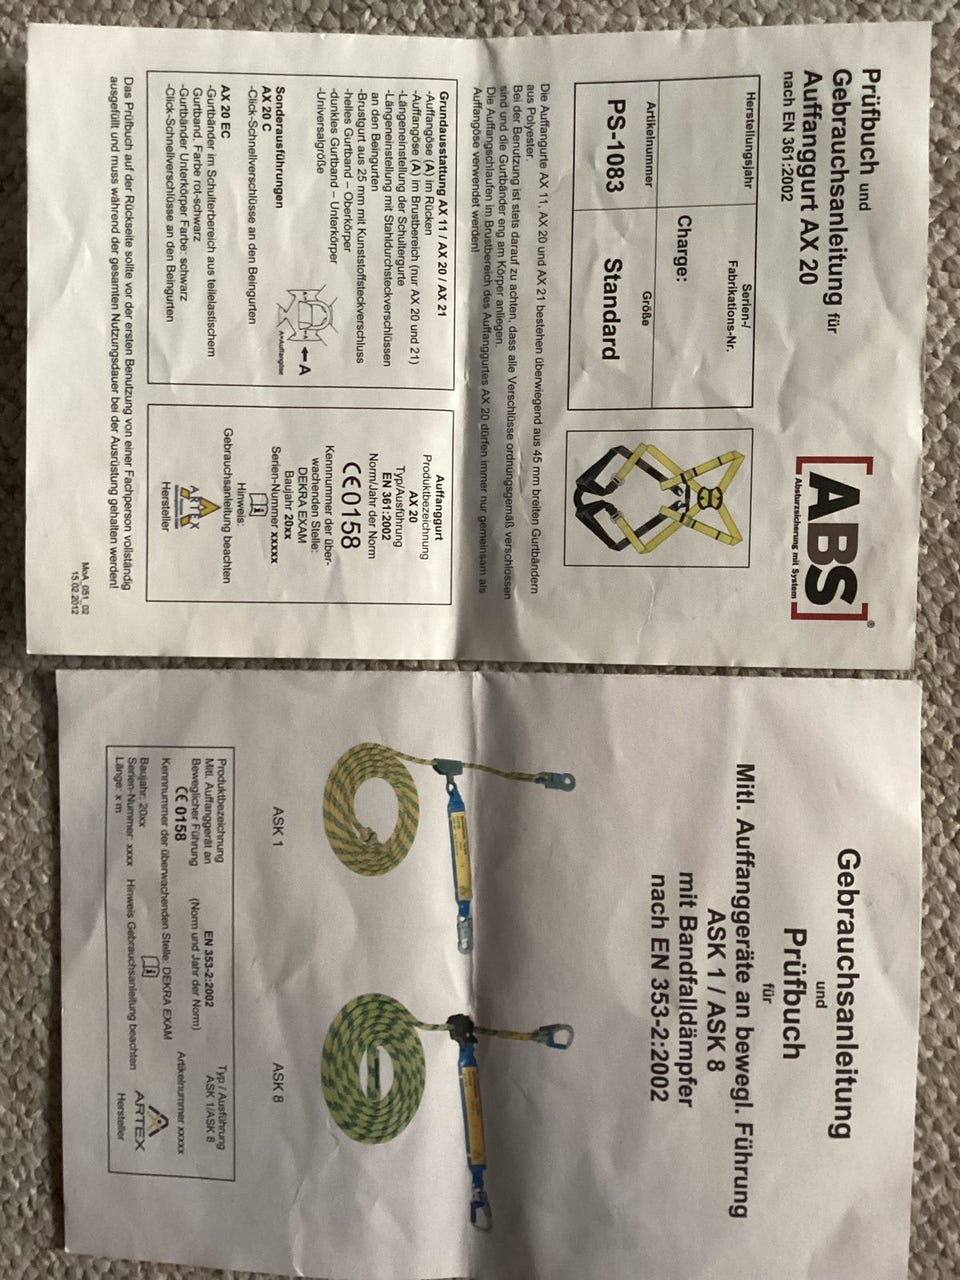 Prüfbuch und
Gebrauchsanleitung für
Auffanggurt AX 20
nach EN 361:2002
[ABS]®
Absturzsicherung mit System
Herstellungsjahr
Serien-/
Fabrikations-Nr.
Charge:
Artikelnummer
Größe
PS-1083
Standard
Die Auffangurte AX 11, AX 20 und AX 21 bestehen überwiegend aus 45 mm breiten Gurtbändern
aus Polyester.
Bei der Benutzung ist stets darauf zu achten, dass alle Verschlüsse ordnungsgemäß verschlossen
sind und die Gurtbänder eng am Körper anliegen.
Die Auffangschlaufen im Brustbereich des Auffanggurtes AX 20 dürfen immer nur gemeinsam als
Auffangöse verwendet werden!
Grundausstattung AX 11 / AX 20 / AX 21
-Auffangöse (A) im Rücken
-Auffangöse (A) im Brustbereich (nur AX 20 und 21)
-Längeneinstellung der Schultergurte
-Längeneinstellung mit Stahldurchsteckverschlüssen
an den Beingurten
-Brustgurt aus 25 mm mit Kunststoffsteckverschluss
-helles Gurtband – Oberkörper
-dunkles Gurtband – Unterkörper
-Universalgröße
A
A=Auffangöse
Sonderausführungen
AX 20 C
-Click-Schnellverschlüsse an den Beingurten
AX 20 EC
-Gurtbänder im Schulterbereich aus teilelastischem
Gurtband, Farbe rot-schwarz
-Gurtbänder Unterkörper Farbe: schwarz
-Click-Schnellverschlüsse an den Beingurten
Auffanggurt
Produktbezeichnung
AX 20
Typ/Ausführung
EN 361:2002
Norm/Jahr der Norm
CE 0158
Kennnummer der über-
wachenden Stelle:
DEKRA EXAM
Baujahr 20xx
Serien-Nummer xxxxx
Hinweis:
Gebrauchsanleitung beachten
ARTEX
Hersteller
Das Prüfbuch auf der Rückseite sollte vor der ersten Benutzung von einer Fachperson vollständig
ausgefüllt und muss während der gesamten Nutzungsdauer bei der Ausrüstung gehalten werden!
MoA_051_02
15.02.2012
Gebrauchsanleitung
und
Prüfbuch
für
Mitl. Auffanggeräte an bewegl. Führung
ASK 1 / ASK 8
mit Bandfalldämpfer
nach EN 353-2:2002
ASK 1
ASK 8
Produktbezeichnung
Mitl. Auffanggerät an
Beweglicher Führung
EN 353-2:2002
(Norm und Jahr der Norm)
Typ / Ausführung
ASK 1/ASK 8
CE 0158
Kennnummer der überwachenden Stelle: DEKRA EXAM
Artikelnummer xxxxx
Baujahr: 20xx
Serien-Nummer: xxxx
Hinweis Gebrauchsanleitung beachten
Länge: x m
ARTEX
Hersteller